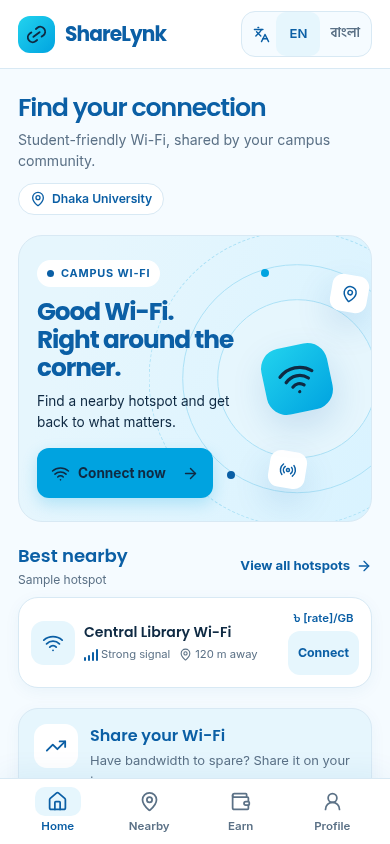 ShareLynk
EN
বাংলা
Find your connection
Student-friendly Wi-Fi, shared by your campus
community.
Dhaka University
CAMPUS WI-FI
Good Wi-Fi.
Right around the
corner.
Find a nearby hotspot and get
back to what matters.
Connect now
Best nearby
Sample hotspot
View all hotspots
Central Library Wi-Fi
Strong signal
120 m away
৳ [rate]/GB
Connect
Share your Wi-Fi
Have bandwidth to spare? Share it on your
Home
Nearby
Earn
Profile